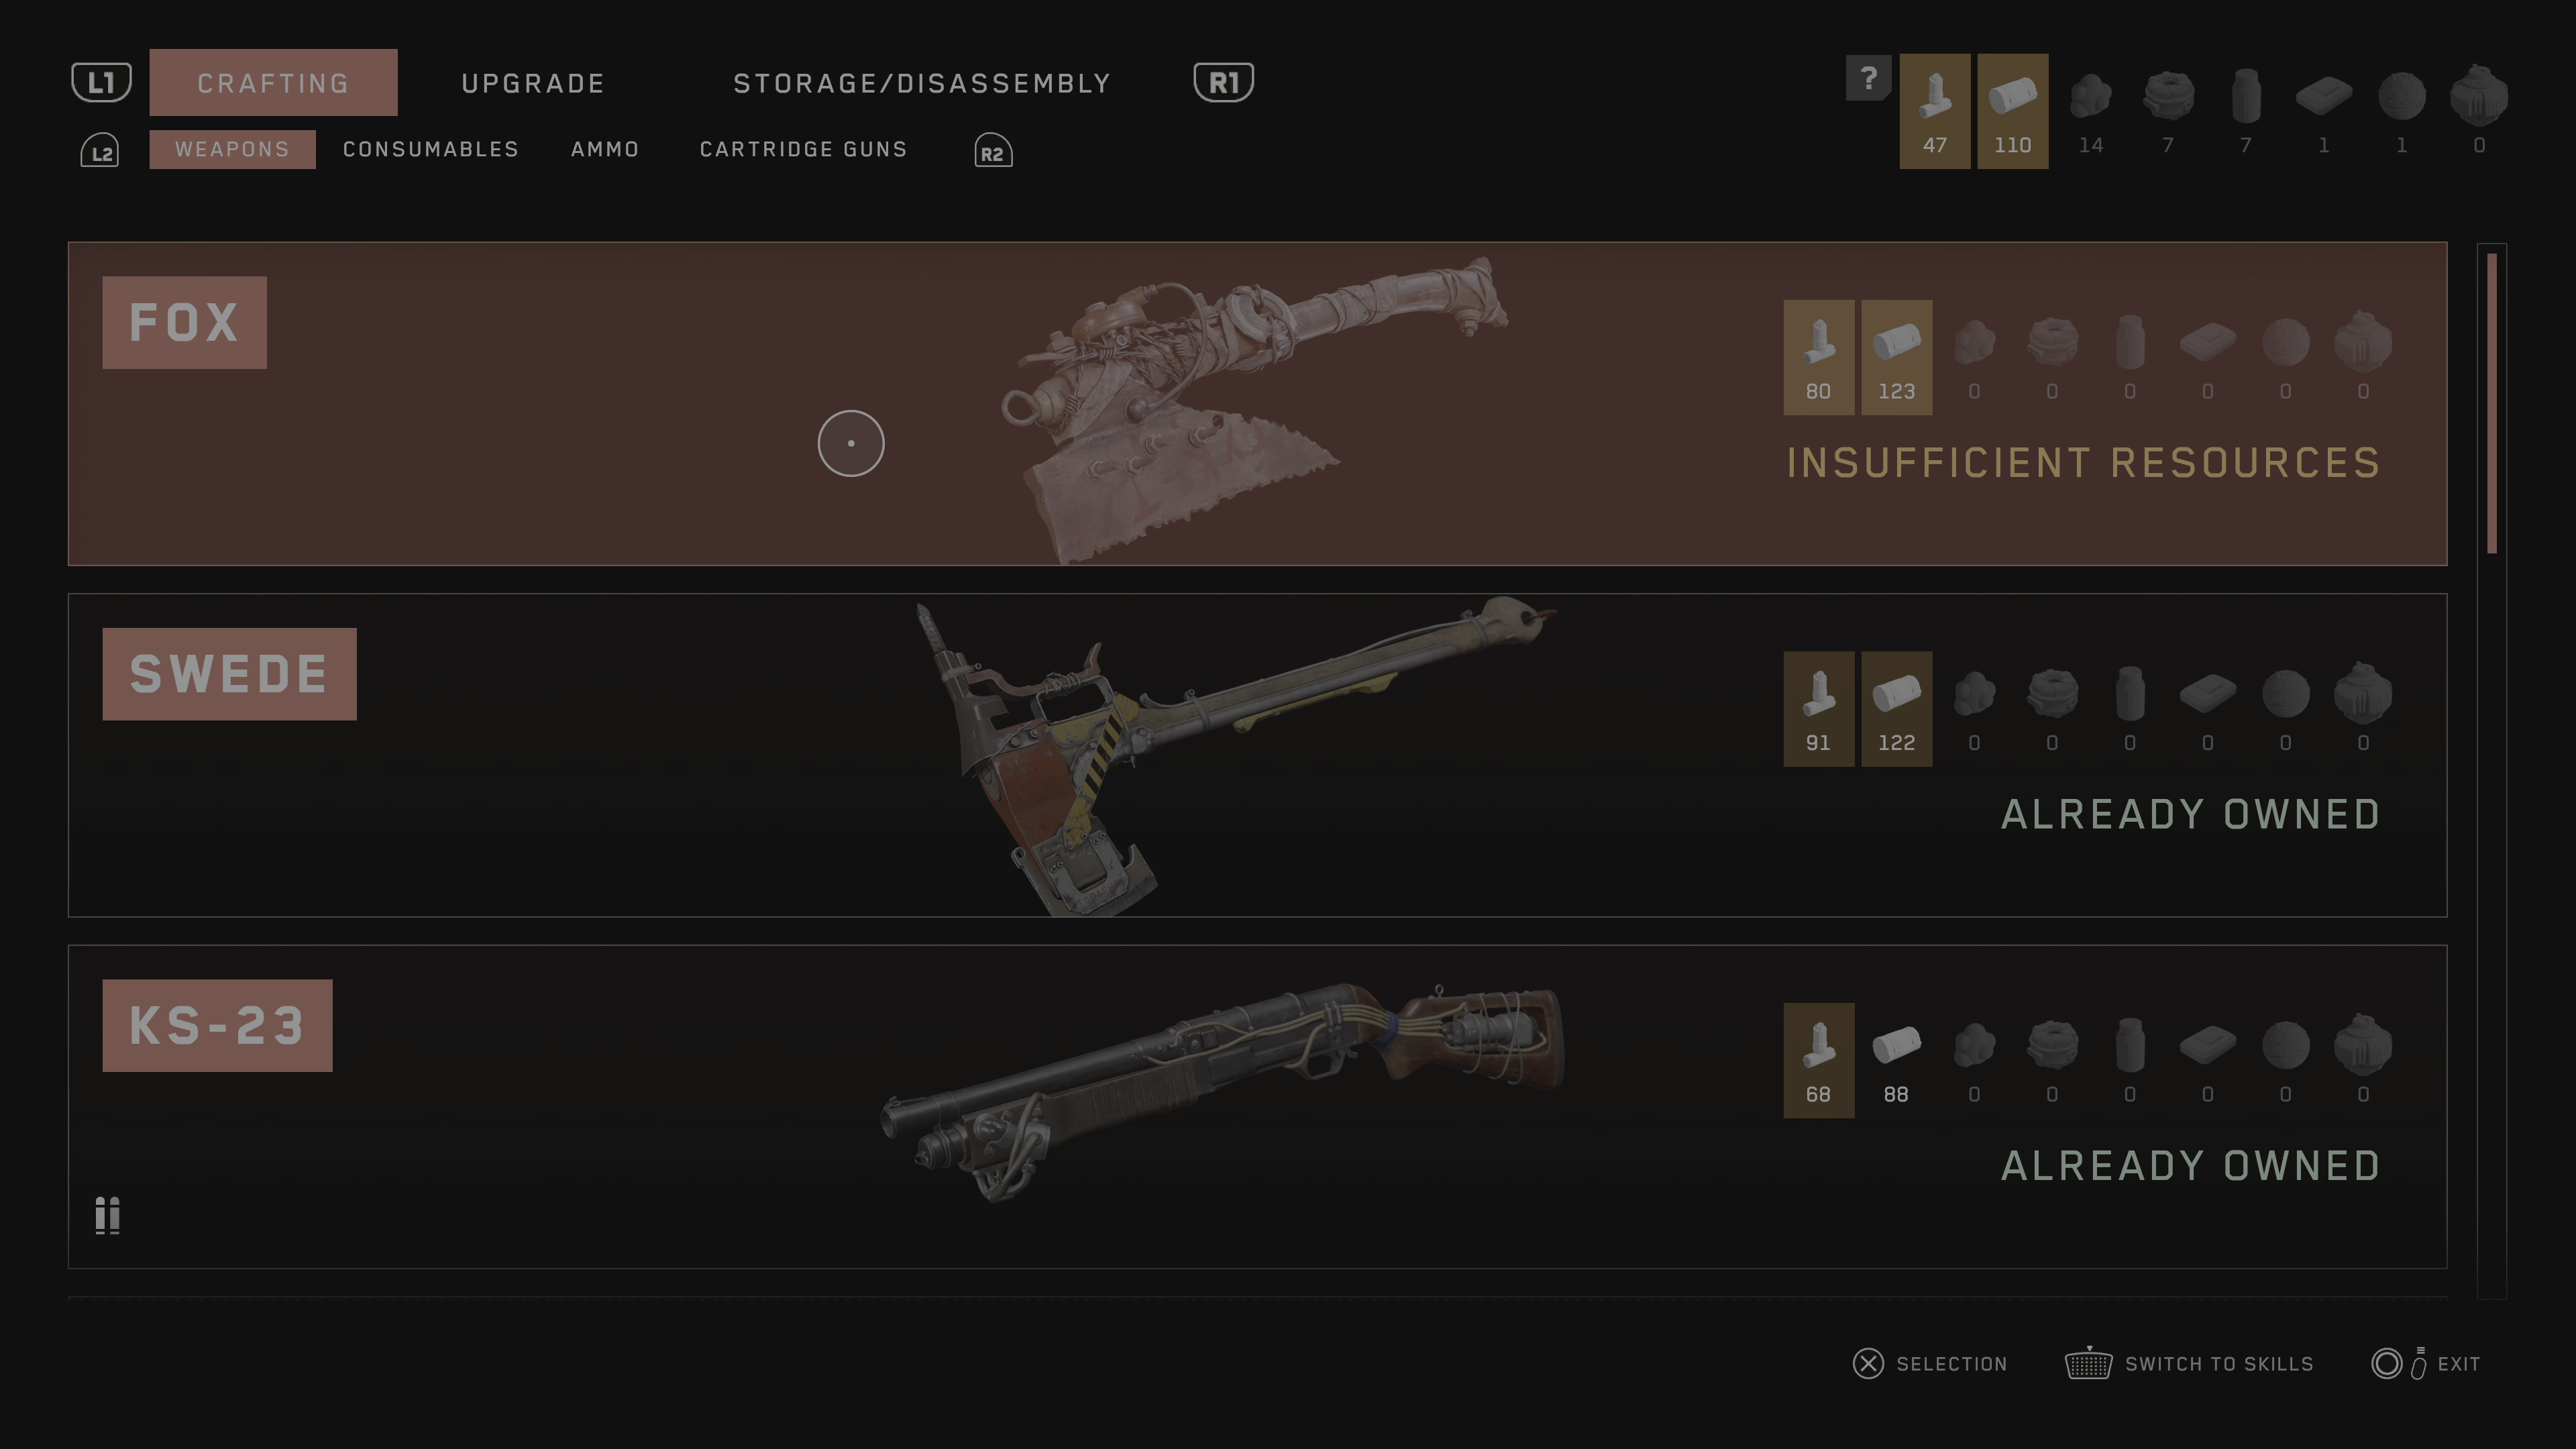 L1 CRAFTING UPGRADE STORAGE/DISASSEMBLY R1
L2 WEAPONS CONSUMABLES AMMO CARTRIDGE GUNS R2
?
47 110 14 7 7 1 1 0
FOX
80 123 0 0 0 0 0 0
INSUFFICIENT RESOURCES
SWEDE
91 122 0 0 0 0 0 0
ALREADY OWNED
KS-23
68 88 0 0 0 0 0 0
ALREADY OWNED
SELECTION SWITCH TO SKILLS EXIT